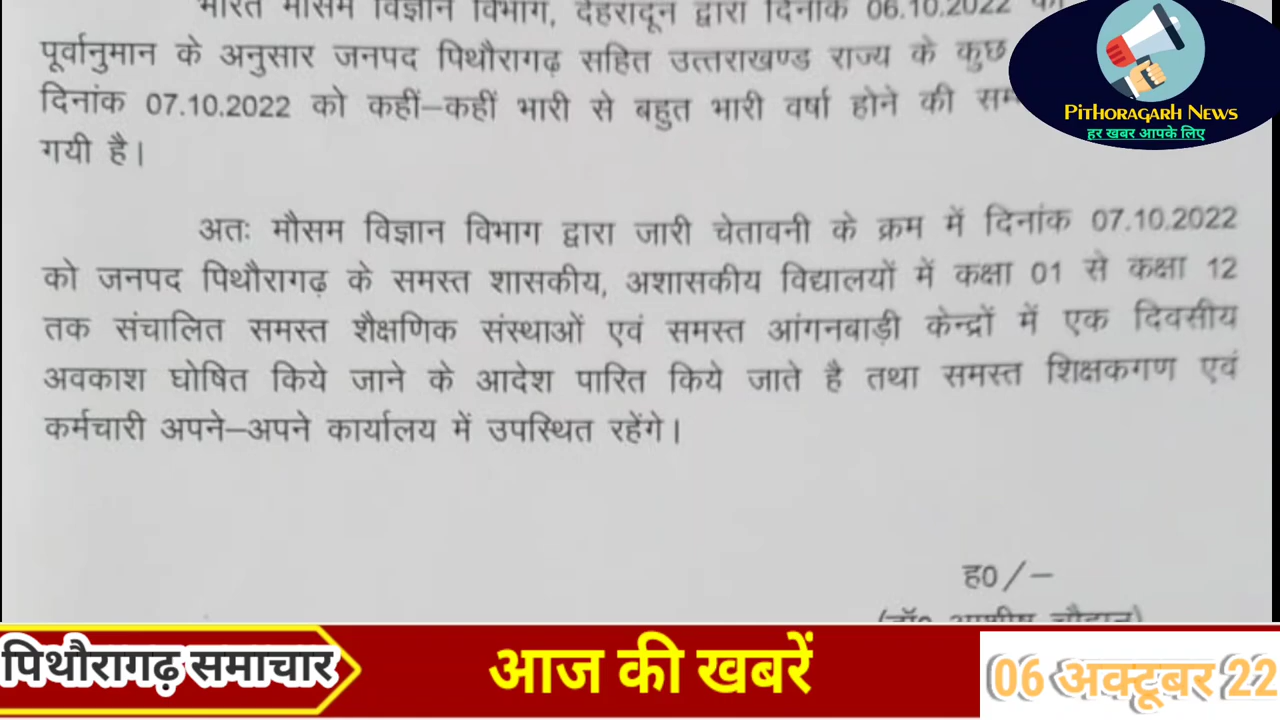 भारत मौसम विज्ञान विभाग, देहरादून द्वारा दिनांक 06.10.2022
पूर्वानुमान के अनुसार जनपद पिथौरागढ़ सहित उत्तराखण्ड राज्य के कुछ
दिनांक 07.10.2022 को कहीं–कहीं भारी से बहुत भारी वर्षा होने की
गयी है।
PITHORAGARH NEWS
हर खबर आपके लिए
अतः मौसम विज्ञान विभाग द्वारा जारी चेतावनी के क्रम में दिनांक 07.10.2022
को जनपद पिथौरागढ़ के समस्त शासकीय, अशासकीय विद्यालयों में कक्षा 01 से कक्षा 12
तक संचालित समस्त शैक्षणिक संस्थाओं एवं समस्त आंगनबाड़ी केन्द्रों में एक दिवसीय
अवकाश घोषित किये जाने के आदेश पारित किये जाते है तथा समस्त शिक्षकगण एवं
कर्मचारी अपने–अपने कार्यालय में उपस्थित रहेंगे।
ह0/–
पिथौरागढ़ समाचार
आज की खबरें
06 अक्टूबर 22